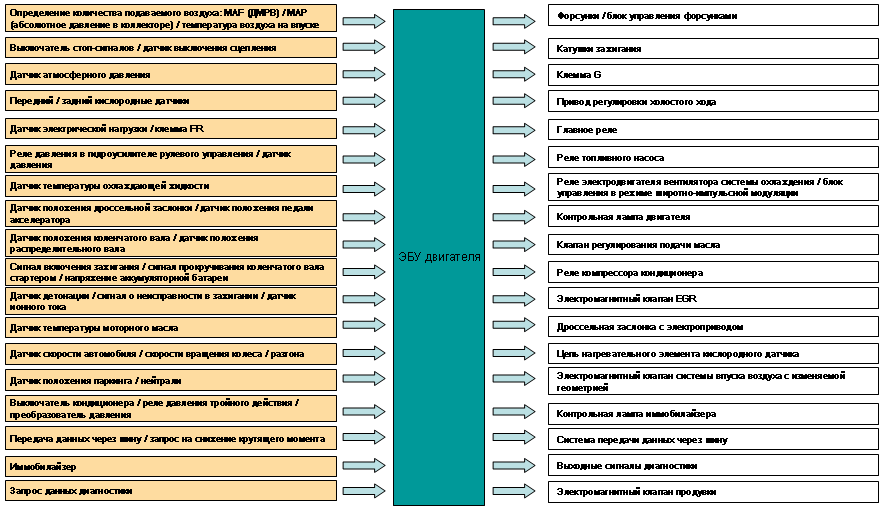 Определение количества подаваемого воздуха: MAF (ДМРВ) / MAP
(абсолютное давление в коллекторе) / температура воздуха на впуске
Выключатель стоп-сигналов / датчик выключения сцепления
Датчик атмосферного давления
Передний / задний кислородные датчики
Датчик электрической нагрузки / клемма FR
Реле давления в гидроусилителе рулевого управления / датчик
давления
Датчик температуры охлаждающей жидкости
Датчик положения дроссельной заслонки / датчик положения педали
акселератора
Датчик положения коленчатого вала / датчик положения
распределительного вала
Сигнал включения зажигания / сигнал прокручивания коленчатого вала
стартером / напряжение аккумуляторной батареи
Датчик детонации / сигнал о неисправности в зажигании / датчик
ионного тока
Датчик температуры моторного масла
Датчик скорости автомобиля / скорости вращения колеса / разгона
Датчик положения паркинга / нейтрали
Выключатель кондиционера / реле давления тройного действия /
преобразователь давления
Передача данных через шину / запрос на снижение крутящего момента
Иммобилайзер
Запрос данных диагностики
ЭБУ двигателя
Форсунки / блок управления форсунками
Катушки зажигания
Клемма G
Привод регулировки холостого хода
Главное реле
Реле топливного насоса
Реле электродвигателя вентилятора системы охлаждения / блок
управления в режиме широтно-импульсной модуляции
Контрольная лампа двигателя
Клапан регулирования подачи масла
Реле компрессора кондиционера
Электромагнитный клапан EGR
Дроссельная заслонка с электроприводом
Цепь нагревательного элемента кислородного датчика
Электромагнитный клапан системы впуска воздуха с изменяемой
геометрией
Контрольная лампа иммобилайзера
Система передачи данных через шину
Выходные сигналы диагностики
Электромагнитный клапан продувки